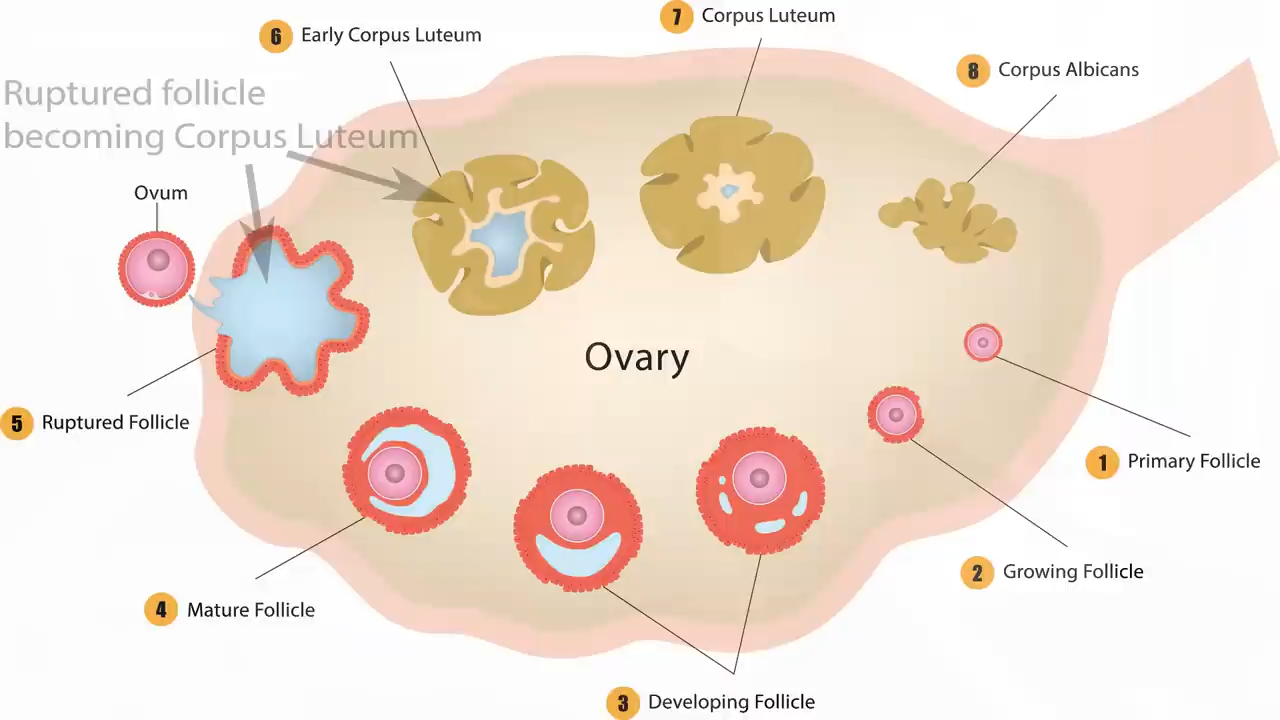 7 Corpus Luteum
6 Early Corpus Luteum
8 Corpus Albicans
Ruptured follicle
becoming Corpus Luteum
Ovum
Ovary
5 Ruptured Follicle
1 Primary Follicle
2 Growing Follicle
4 Mature Follicle
3 Developing Follicle